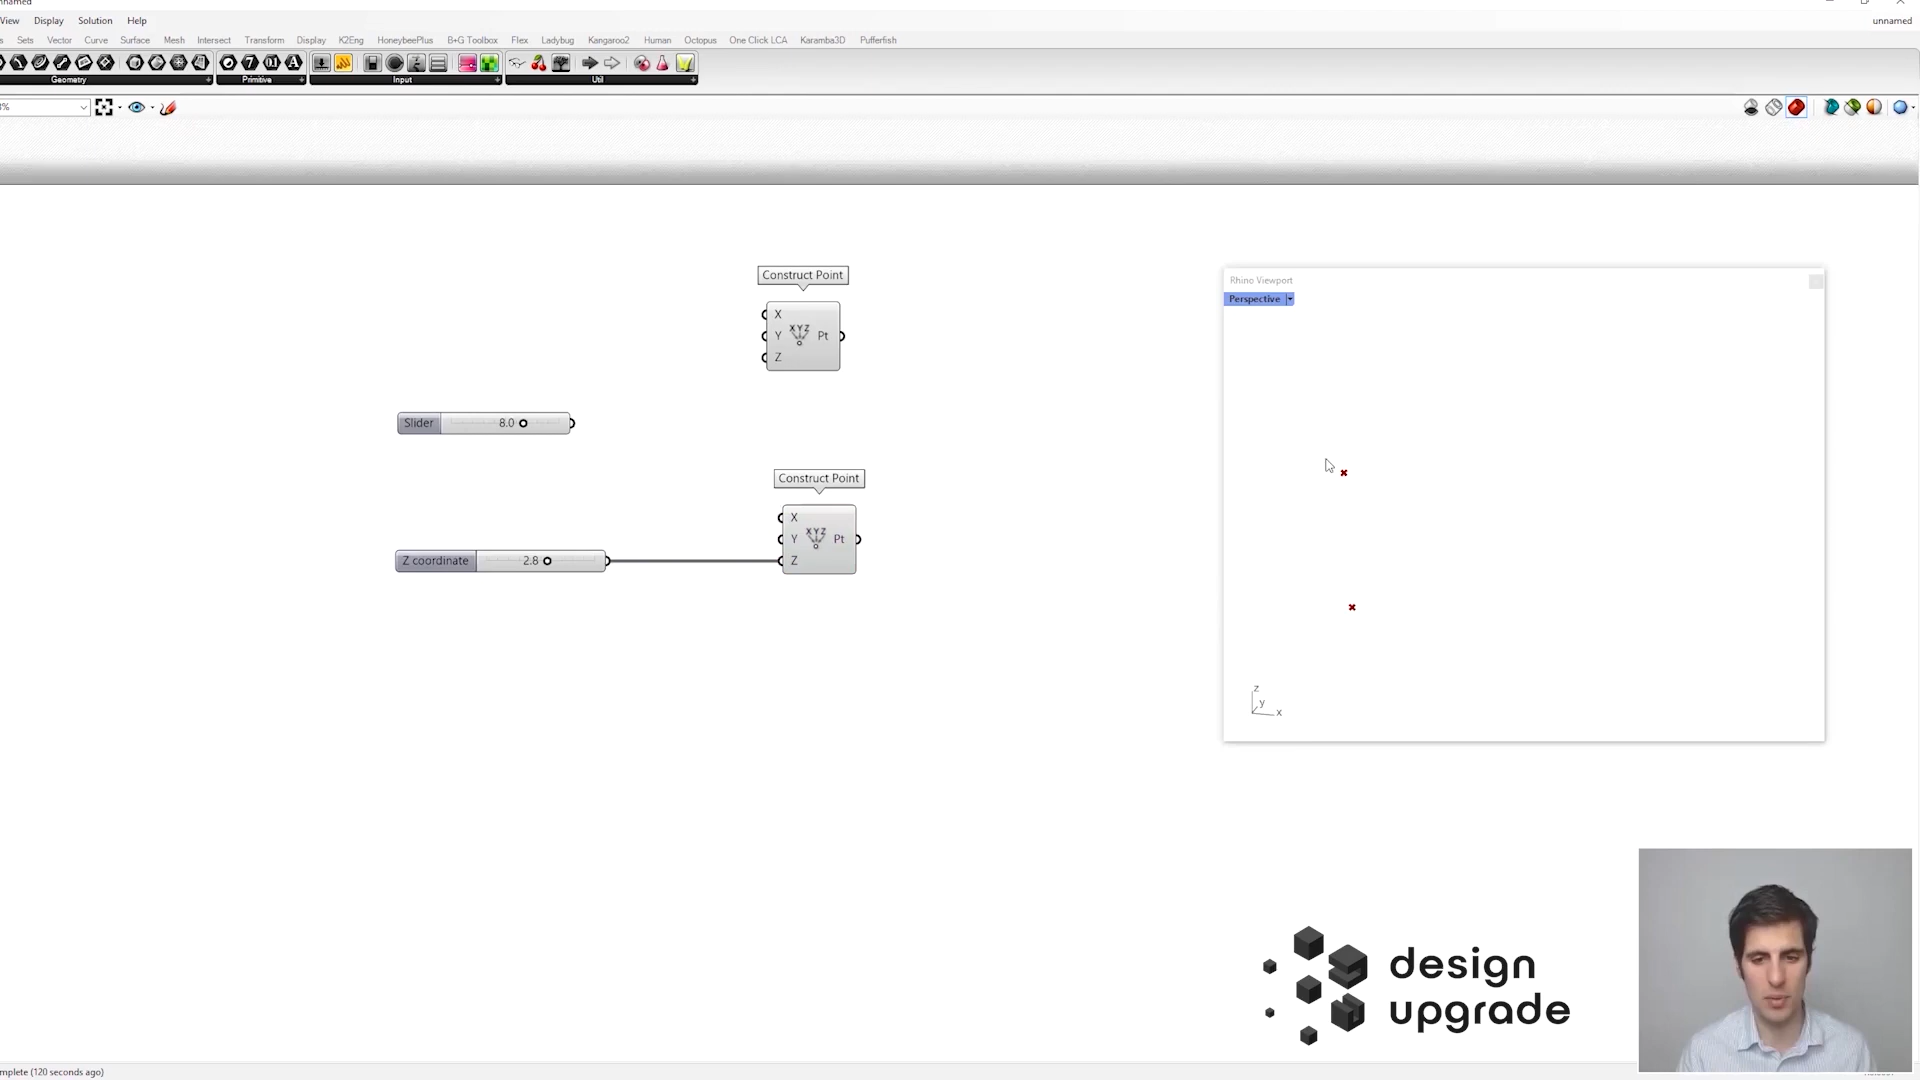 unnamed
View Display Solution Help
unnamed
Sets Vector Curve Surface Mesh Intersect Transform Display K2Eng HoneybeePlus B+G Toolbox Flex Ladybug Kangaroo2 Human Octopus One Click LCA Karamba3D Pufferfish
Geometry Primitive Input Util
Construct Point
X
Y Pt
Z
Rhino Viewport
Perspective
Slider 8.0
Construct Point
X
Y Pt
Z
Z coordinate 2.8
z
y
x
design
upgrade
mplete (120 seconds ago)